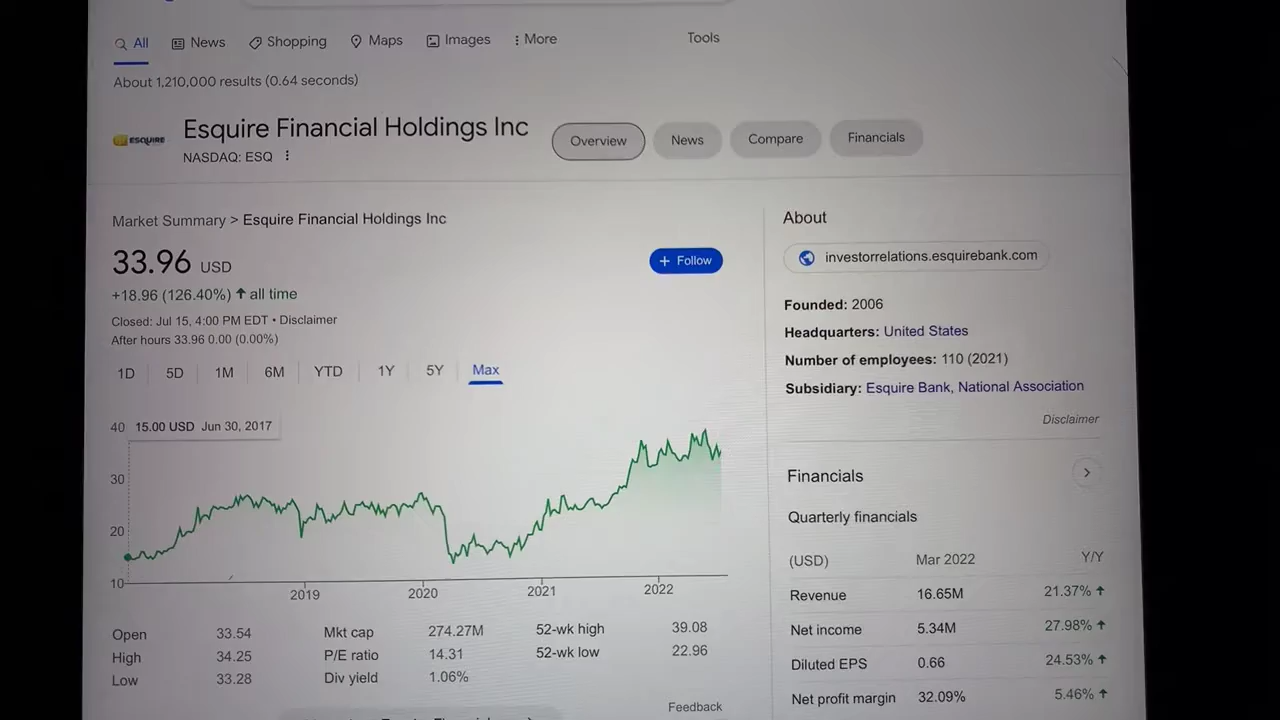 All News Shopping Maps Images More Tools
About 1,210,000 results (0.64 seconds)
ESQUIRE
Esquire Financial Holdings Inc
NASDAQ: ESQ
Overview News Compare Financials
Market Summary > Esquire Financial Holdings Inc
33.96 USD
+ Follow
+18.96 (126.40%) ↑ all time
Closed: Jul 15, 4:00 PM EDT • Disclaimer
After hours 33.96 0.00 (0.00%)
1D 5D 1M 6M YTD 1Y 5Y Max
40 15.00 USD Jun 30, 2017
30
20
10
2019 2020 2021 2022
Open 33.54 Mkt cap 274.27M 52-wk high 39.08
High 34.25 P/E ratio 14.31 52-wk low 22.96
Low 33.28 Div yield 1.06%
Feedback
About
investorrelations.esquirebank.com
Founded: 2006
Headquarters: United States
Number of employees: 110 (2021)
Subsidiary: Esquire Bank, National Association
Disclaimer
Financials
Quarterly financials
(USD) Mar 2022 Y/Y
Revenue 16.65M 21.37% ↑
Net income 5.34M 27.98% ↑
Diluted EPS 0.66 24.53% ↑
Net profit margin 32.09% 5.46% ↑